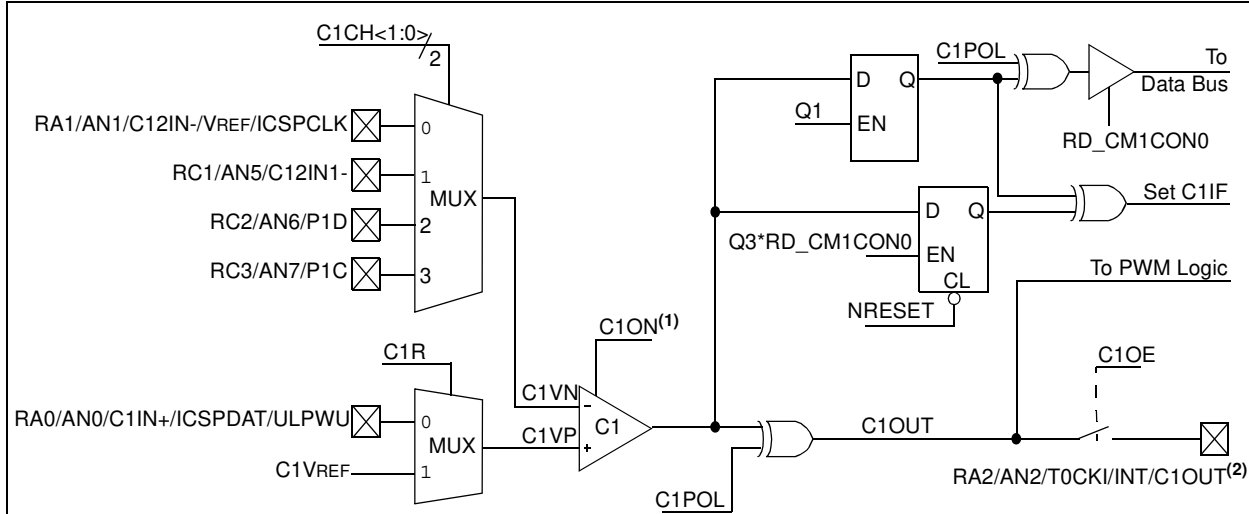 C1CH<1:0>
2
RA1/AN1/C12IN-/VREF/ICSPCLK
0
RC1/AN5/C12IN1-
1
MUX
RC2/AN6/P1D
2
RC3/AN7/P1C
3
C1R
RA0/AN0/C1IN+/ICSPDAT/ULPWU
0
MUX
C1VREF
1
C1ON(1)
C1VN
-
C1
C1VP
+
C1POL
D
Q
Q1
EN
C1POL
To
Data Bus
RD_CM1CON0
D
Q
Q3*RD_CM1CON0
EN
CL
NRESET
Set C1IF
To PWM Logic
C1OE
C1OUT
RA2/AN2/T0CKI/INT/C1OUT(2)